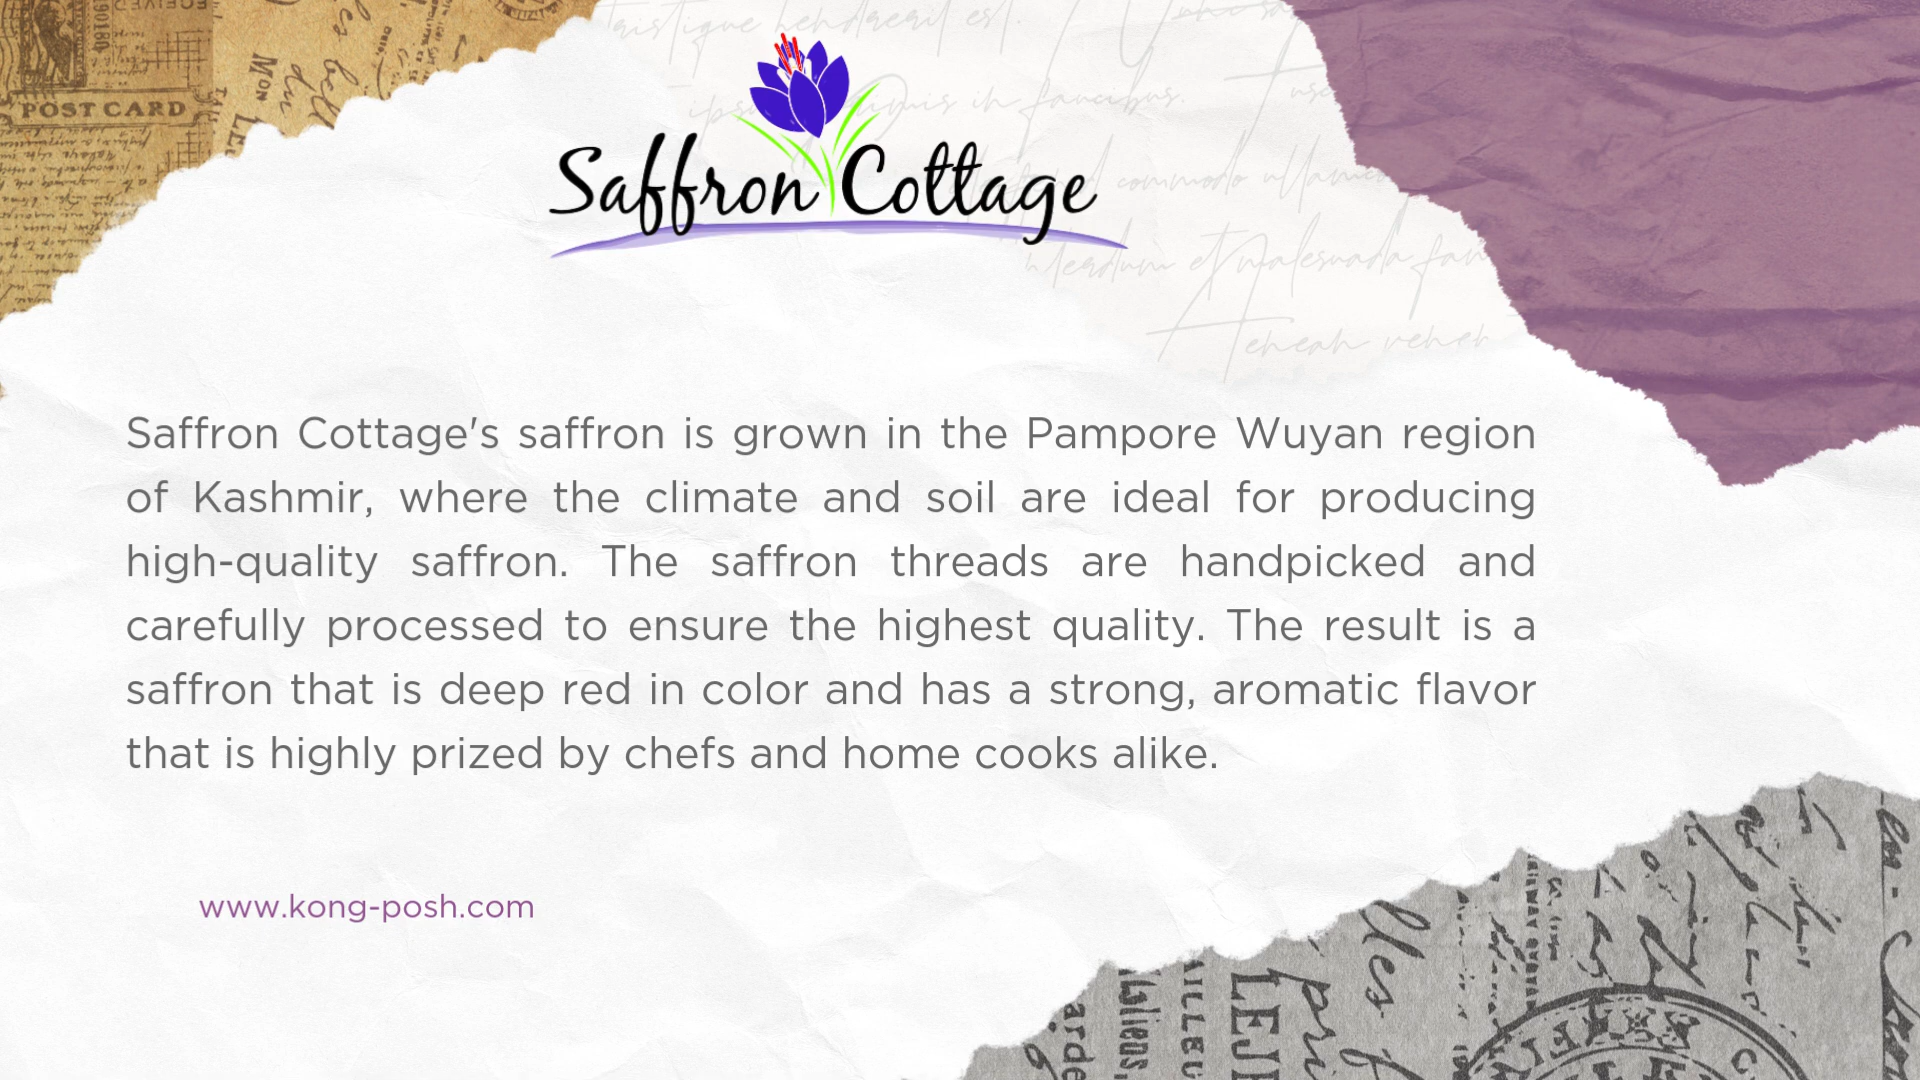 POST CARD
Mon
Saffron Cottage
Saffron Cottage's saffron is grown in the Pampore Wuyan region
of Kashmir, where the climate and soil are ideal for producing
high-quality saffron. The saffron threads are handpicked and
carefully processed to ensure the highest quality. The result is a
saffron that is deep red in color and has a strong, aromatic flavor
that is highly prized by chefs and home cooks alike.
www.kong-posh.com